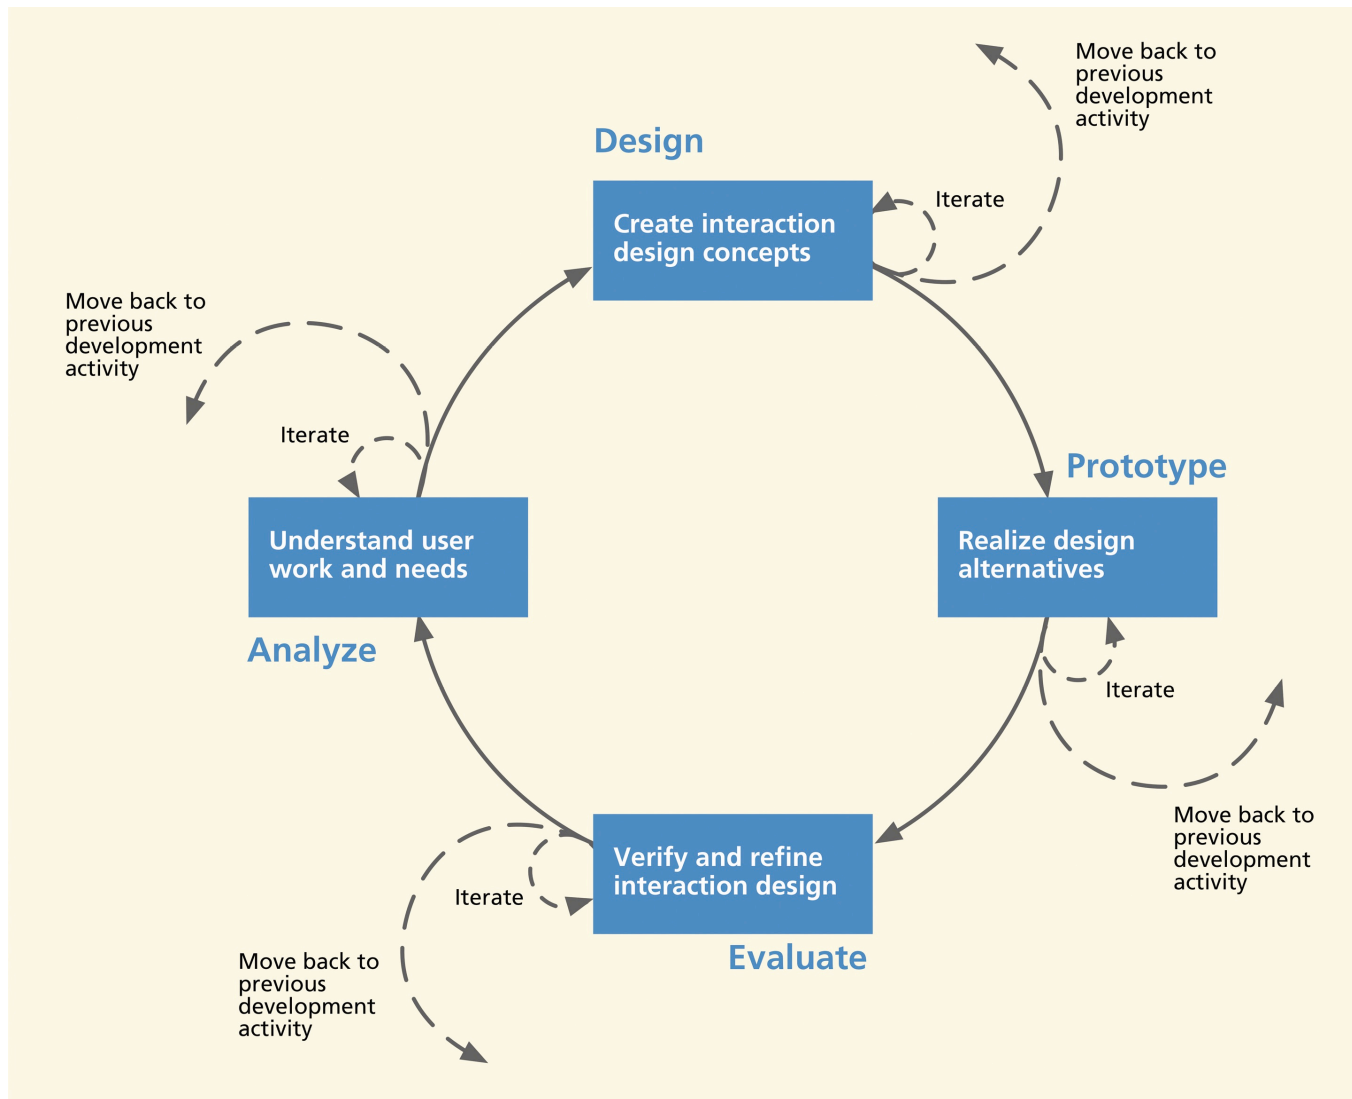 Move back to
previous
development
activity
Design
Create interaction
design concepts
Iterate
Move back to
previous
development
activity
Iterate
Prototype
Realize design
alternatives
Understand user
work and needs
Analyze
Iterate
Move back to
previous
development
activity
Verify and refine
interaction design
Iterate
Evaluate
Move back to
previous
development
activity